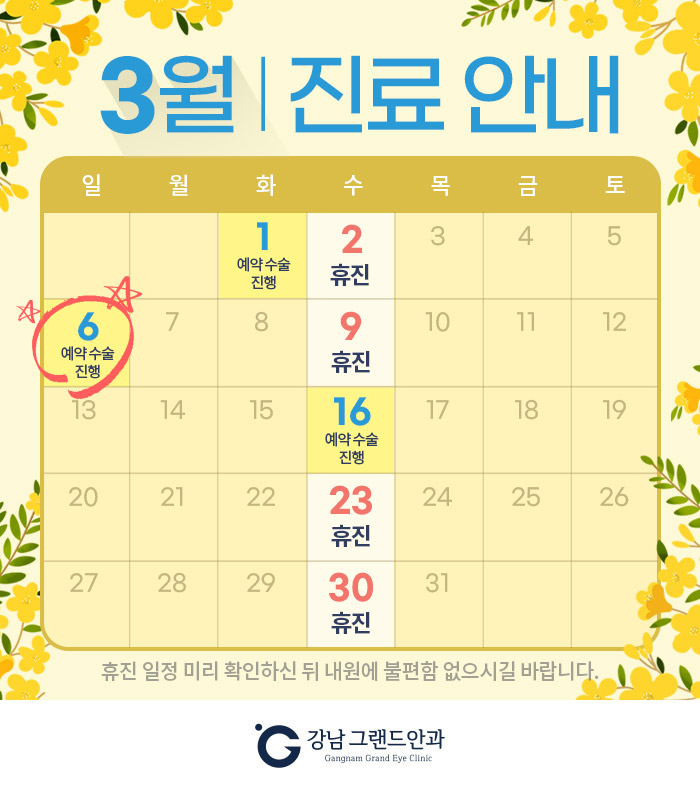 3월 | 진료 안내
일 월 화 수 목 금 토
1 2 3 4 5
예약 수술 휴진
진행
6 7 8 9 10 11 12
예약 수술 휴진
진행
13 14 15 16 17 18 19
예약 수술
진행
20 21 22 23 24 25 26
휴진
27 28 29 30 31
휴진
휴진 일정 미리 확인하신 뒤 내원에 불편함 없으시길 바랍니다.
강남 그랜드안과
Gangnam Grand Eye Clinic